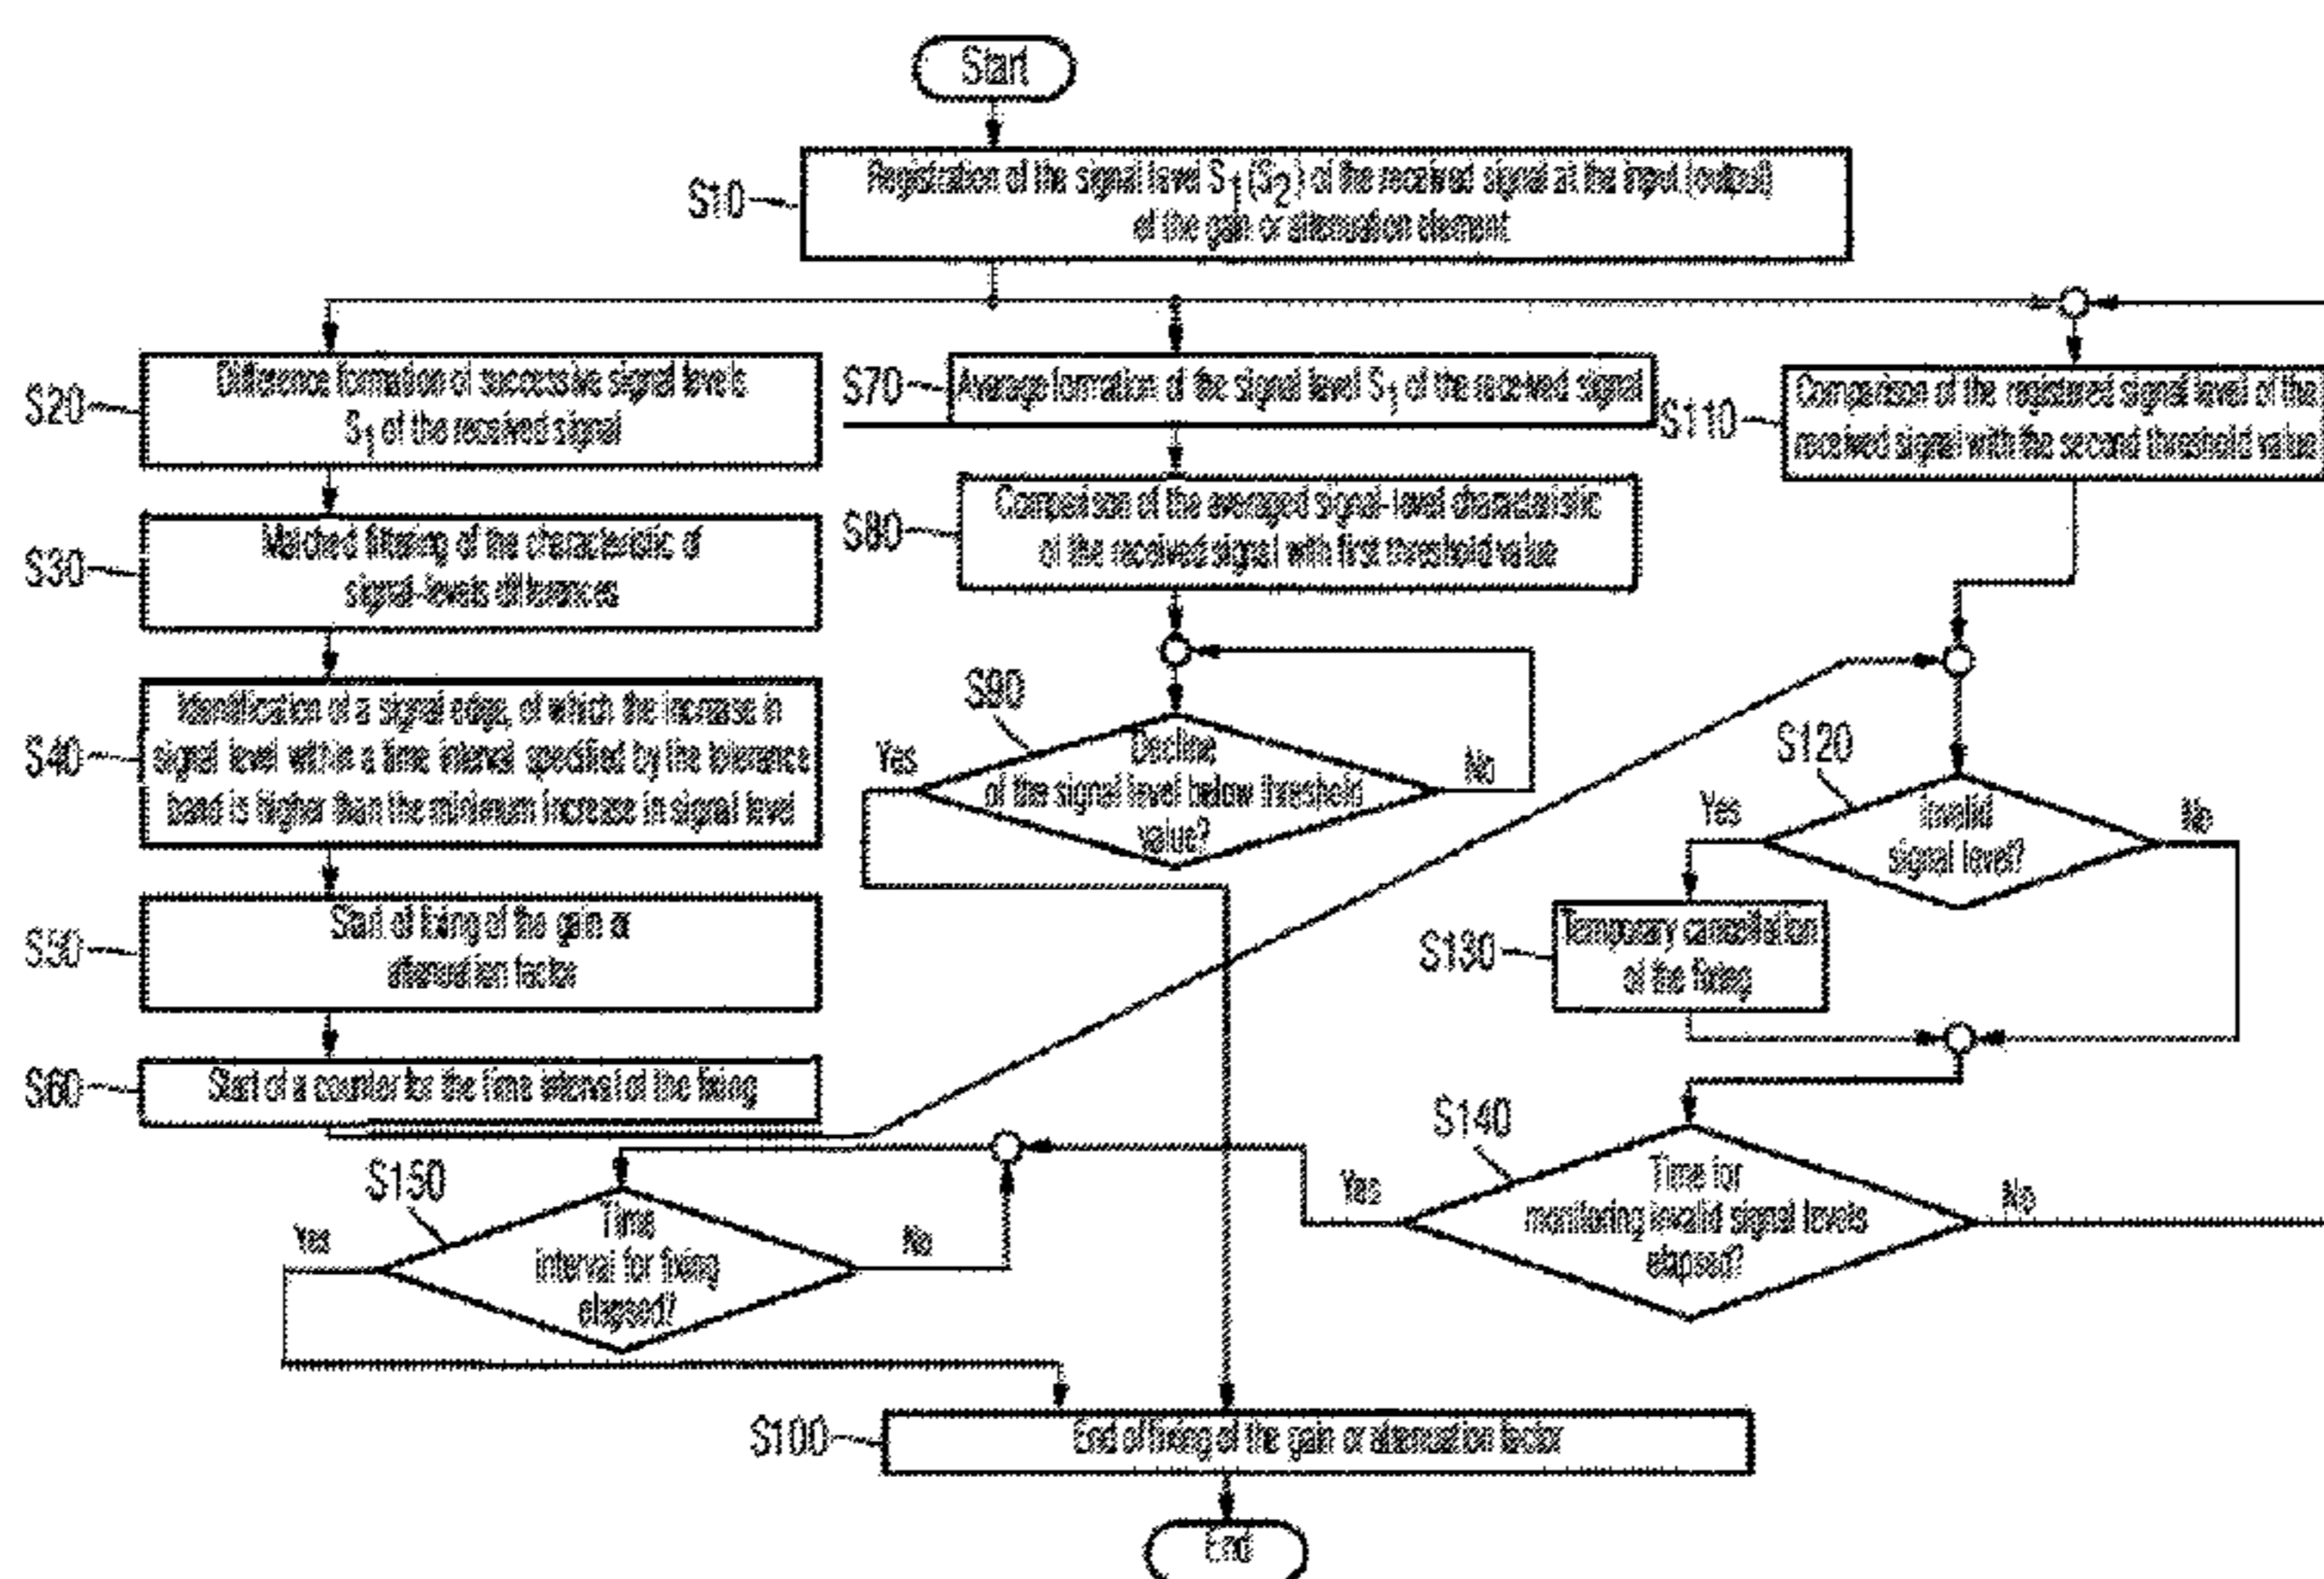 Start
S10
Registration of the signal level S1 (S2) of the received signal at the input (output)
of the gain or attenuation element
S20
Difference formation of successive signal levels
S1 of the received signal
S70
Average formation of the signal level S1 of the received signal
S110
Comparison of the registered signal level of the
received signal with the second threshold value
S30
Matched filtering of the characteristic of
signal-levels differences
S80
Comparison of the averaged signal-level characteristic
of the received signal with first threshold value
S40
Identification of a signal edge, of which the increase in
signal level within a time interval specified by the tolerance
band is higher than the minimum increase in signal level
S90
Yes
Decline
of the signal level below threshold
value?
No
S120
Yes
Invalid
signal level?
No
S50
Start of fixing of the gain or
attenuation factor
S130
Temporary cancellation
of the fixing
S60
Start of a counter for the time interval of the fixing
S150
Yes
Time
interval for fixing
elapsed?
No
S140
Yes
Time for
monitoring invalid signal levels
elapsed?
No
S100
End of fixing of the gain or attenuation factor
End